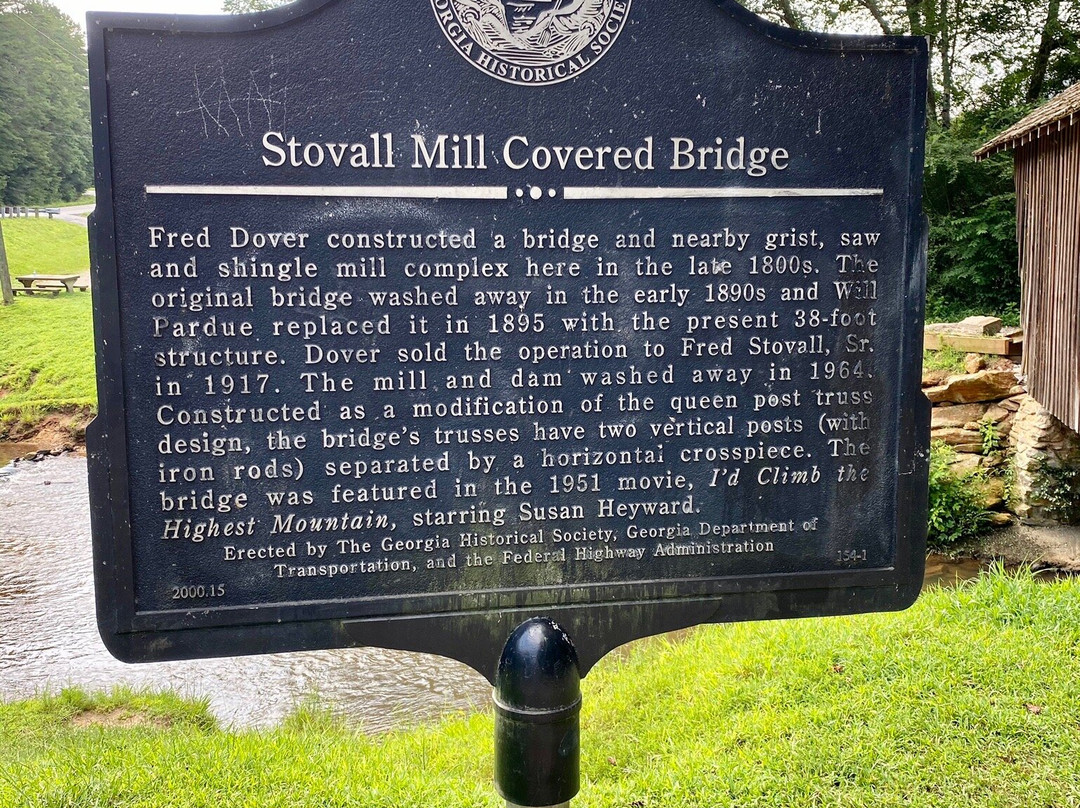 ORGIA HISTORICAL SOCIE
Stovall Mill Covered Bridge
Fred Dover constructed a bridge and nearby grist, saw
and shingle mill complex here in the late 1800s. The
original bridge washed away in the early 1890s and Will
Pardue replaced it in 1895 with the present 38-foot
structure. Dover sold the operation to Fred Stovall, Sr.
in 1917. The mill and dam washed away in 1964.
Constructed as a modification of the queen post truss
design, the bridge's trusses have two vertical posts (with
iron rods) separated by a horizontal crosspiece. The
bridge was featured in the 1951 movie, I'd Climb the
Highest Mountain, starring Susan Heyward.
Erected by The Georgia Historical Society, Georgia Department of
Transportation, and the Federal Highway Administration
2000.15
154-1